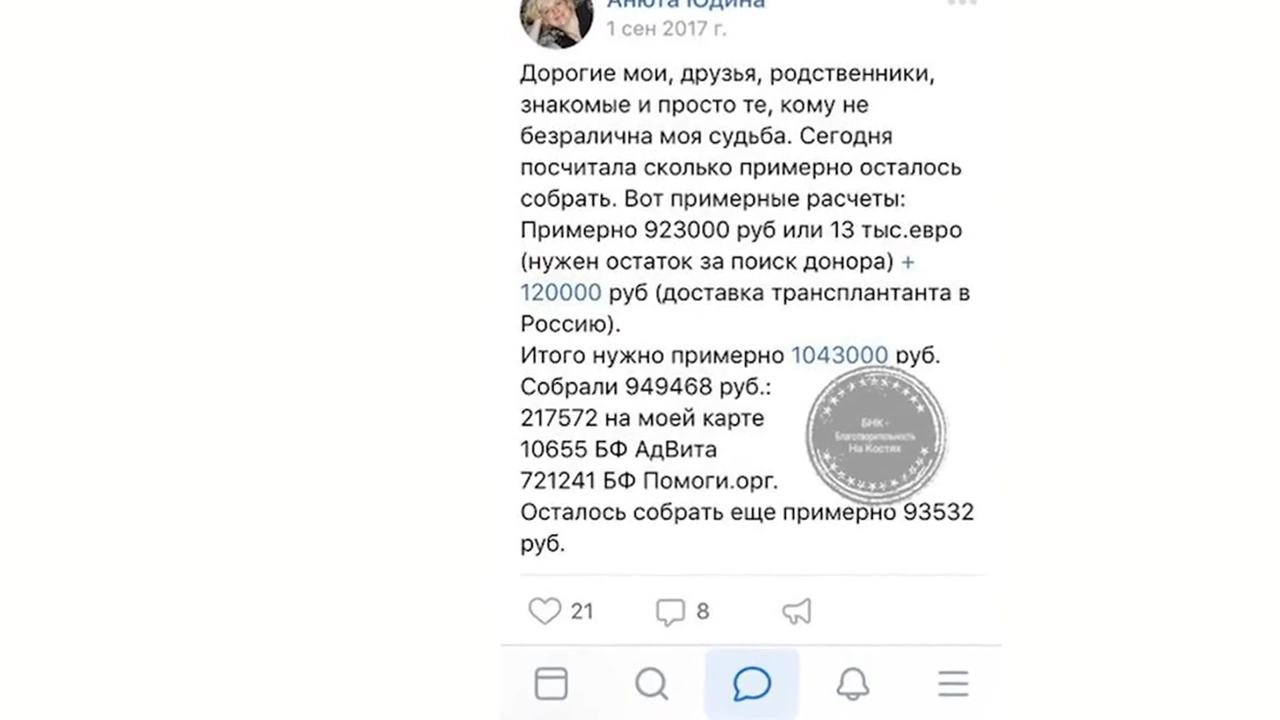 Анюта Юдина
1 сен 2017 г.
Дорогие мои, друзья, родственники,
знакомые и просто те, кому не
безралична моя судьба. Сегодня
посчитала сколько примерно осталось
собрать. Вот примерные расчеты:
Примерно 923000 руб или 13 тыс.евро
(нужен остаток за поиск донора) +
120000 руб (доставка трансплантанта в
Россию).
Итого нужно примерно 1043000 руб.
Собрали 949468 руб.:
217572 на моей карте
10655 БФ АдВита
721241 БФ Помоги.орг.
БНК -
Благотворительность
На Костях
Осталось собрать еще примерно 93532
руб.
21
8